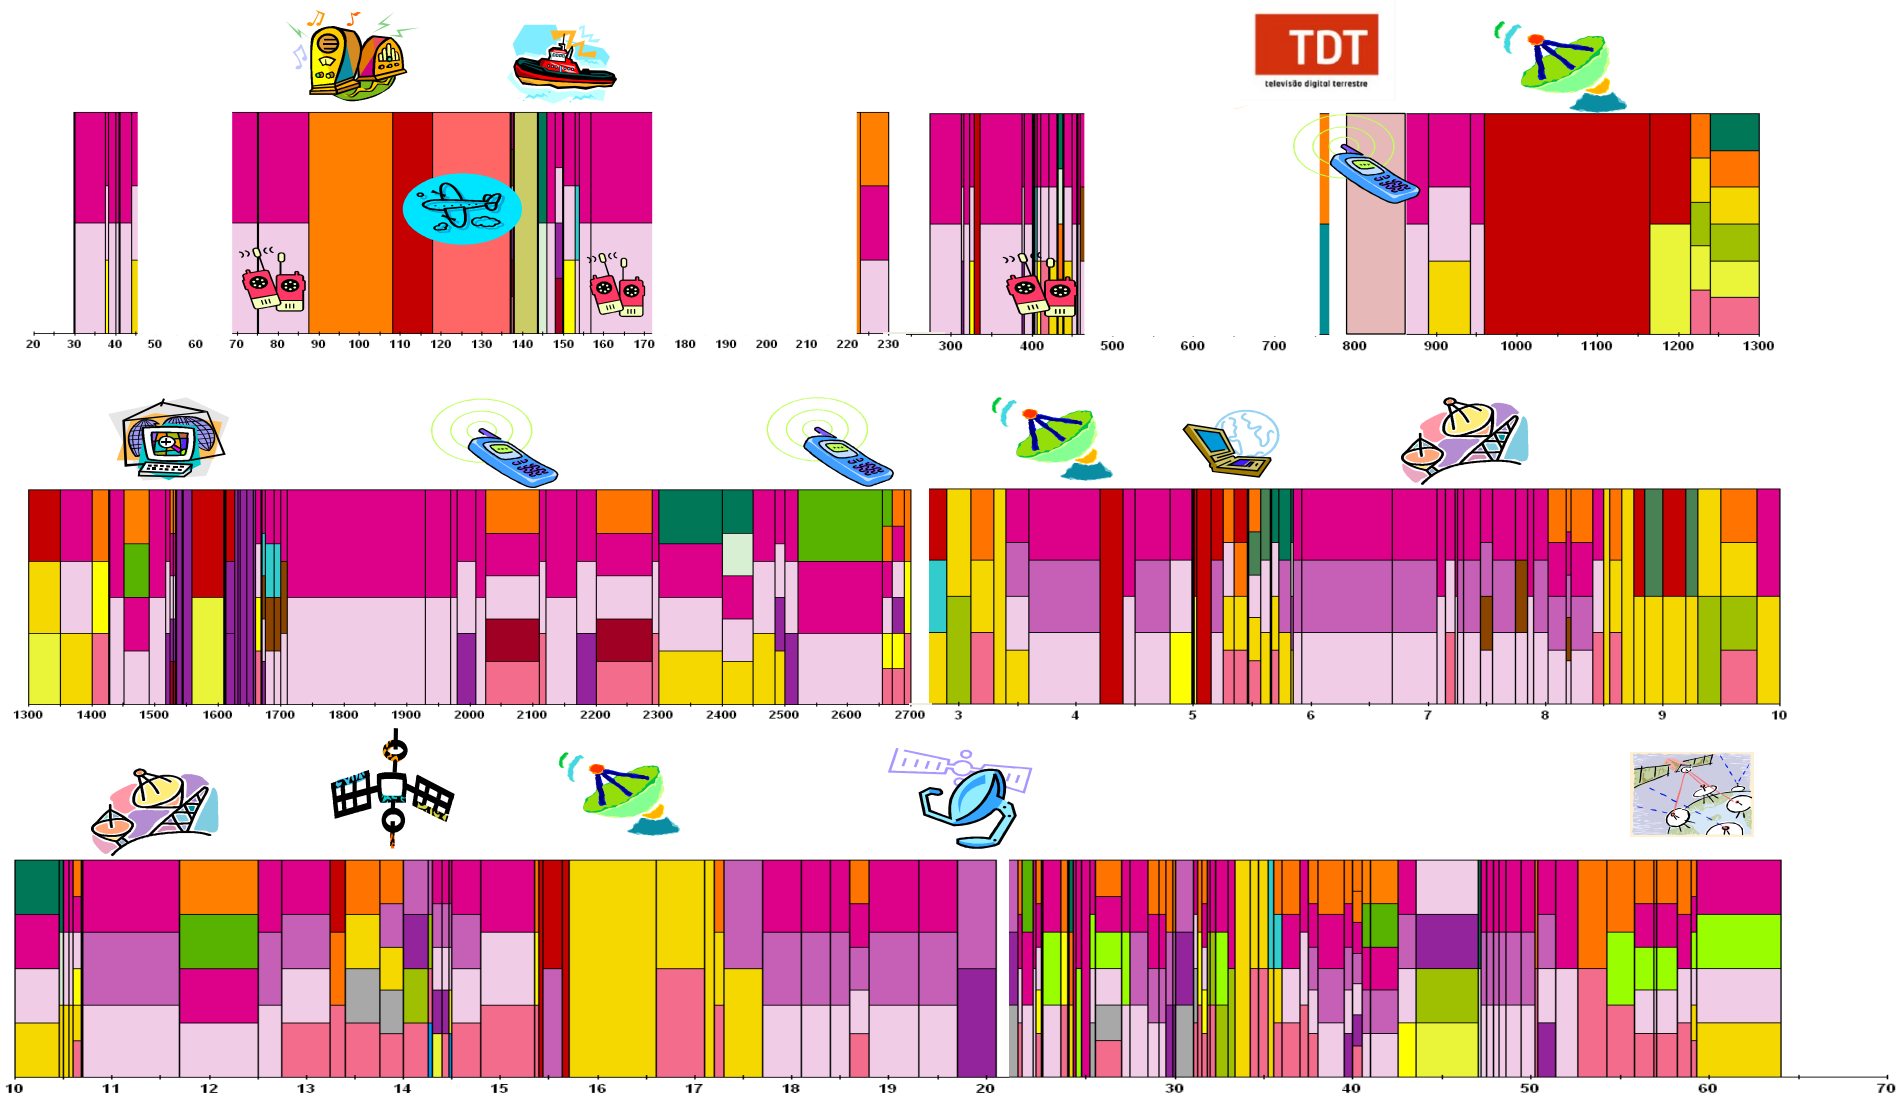 TDT
televisão digital terrestre
20 30 40 50 60 70 80 90 100 110 120 130 140 150 160 170 180 190 200 210 220 230 300 400 500 600 700 800 900 1000 1100 1200 1300
1300 1400 1500 1600 1700 1800 1900 2000 2100 2200 2300 2400 2500 2600 2700 3 4 5 6 7 8 9 10
10 11 12 13 14 15 16 17 18 19 20 30 40 50 60 70